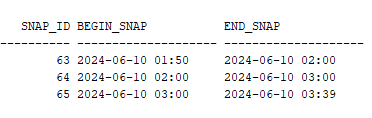 SNAP_ID BEGIN_SNAP END_SNAP
---------- -------------------- --------------------
63 2024-06-10 01:50 2024-06-10 02:00
64 2024-06-10 02:00 2024-06-10 03:00
65 2024-06-10 03:00 2024-06-10 03:39